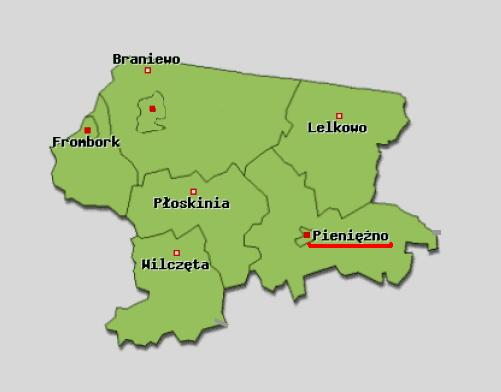 Braniewo
Lelkowo
Frombork
Płoskinia
Pieniężno
Wilczęta